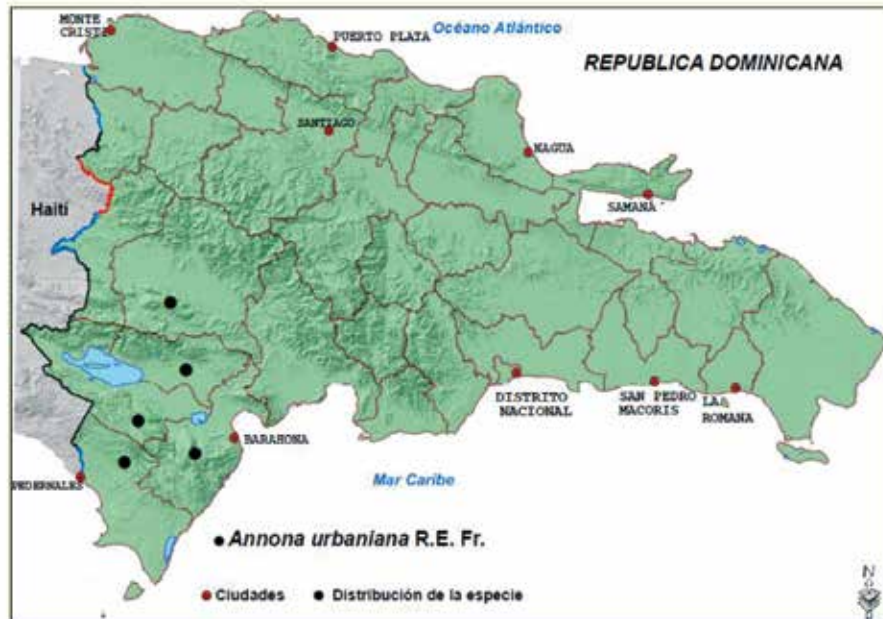 MONTE
CRISTI
PUERTO PLATA
Océano Atlántico
REPUBLICA DOMINICANA
SANTIAGO
NAGUA
SAMANA
Haití
DISTRITO
NACIONAL
SAN PEDRO
MACORIS
LA
ROMANA
BARAHONA
PEDERNALES
Mar Caribe
Annona urbaniana R.E. Fr.
Ciudades
Distribución de la especie
N